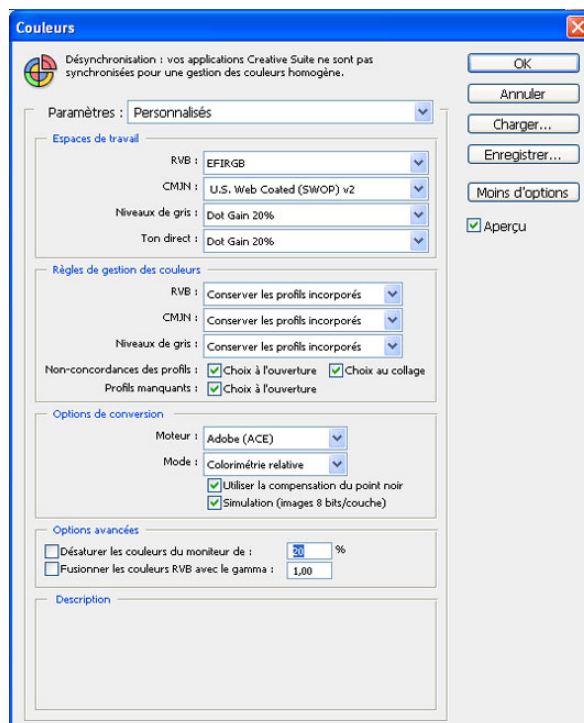 Couleurs
Désynchronisation : vos applications Creative Suite ne sont pas
synchronisées pour une gestion des couleurs homogène.
OK
Annuler
Charger...
Enregistrer...
Moins d'options
Aperçu
Paramètres : Personnalisés
Espaces de travail
RVB : EFIRGB
CMJN : U.S. Web Coated (SWOP) v2
Niveaux de gris : Dot Gain 20%
Ton direct : Dot Gain 20%
Règles de gestion des couleurs
RVB : Conserver les profils incorporés
CMJN : Conserver les profils incorporés
Niveaux de gris : Conserver les profils incorporés
Non-concordances des profils : Choix à l'ouverture Choix au collage
Profils manquants : Choix à l'ouverture
Options de conversion
Moteur : Adobe (ACE)
Mode : Colorimétrie relative
Utiliser la compensation du point noir
Simulation (images 8 bits/couche)
Options avancées
Désaturer les couleurs du moniteur de : 20 %
Fusionner les couleurs RVB avec le gamma : 1,00
Description